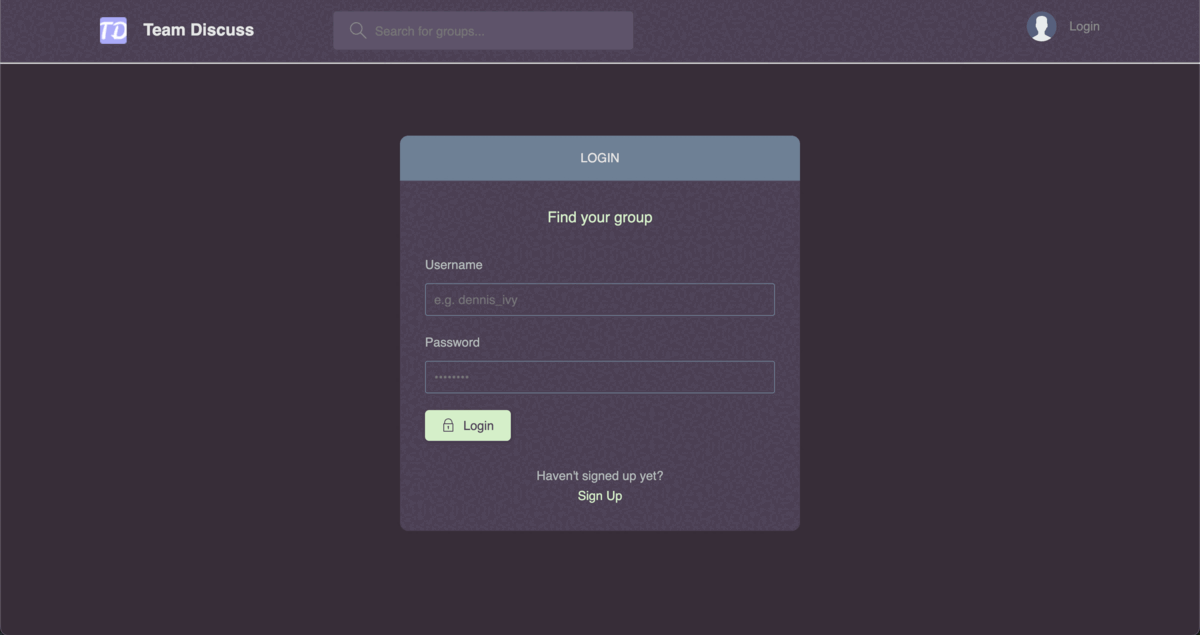 TD Team Discuss
Search for groups...
Login
LOGIN
Find your group
Username
e.g. dennis_ivy
Password
••••••••
Login
Haven't signed up yet?
Sign Up